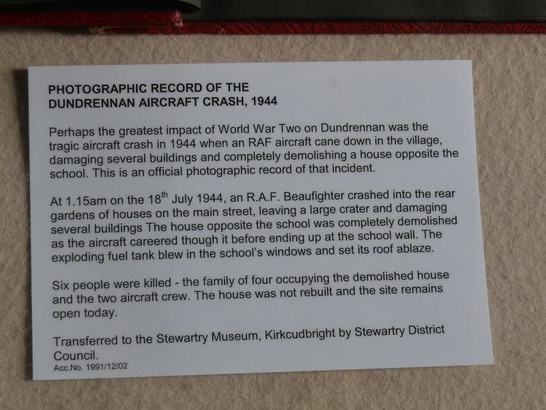 PHOTOGRAPHIC RECORD OF THE
DUNDRENNAN AIRCRAFT CRASH, 1944
Perhaps the greatest impact of World War Two on Dundrennan was the
tragic aircraft crash in 1944 when an RAF aircraft cane down in the village,
damaging several buildings and completely demolishing a house opposite the
school. This is an official photographic record of that incident.
At 1.15am on the 18th July 1944, an R.A.F. Beaufighter crashed into the rear
gardens of houses on the main street, leaving a large crater and damaging
several buildings The house opposite the school was completely demolished
as the aircraft careered though it before ending up at the school wall. The
exploding fuel tank blew in the school's windows and set its roof ablaze.
Six people were killed - the family of four occupying the demolished house
and the two aircraft crew. The house was not rebuilt and the site remains
open today.
Transferred to the Stewartry Museum, Kirkcudbright by Stewartry District
Council.
Acc.No. 1991/12/02